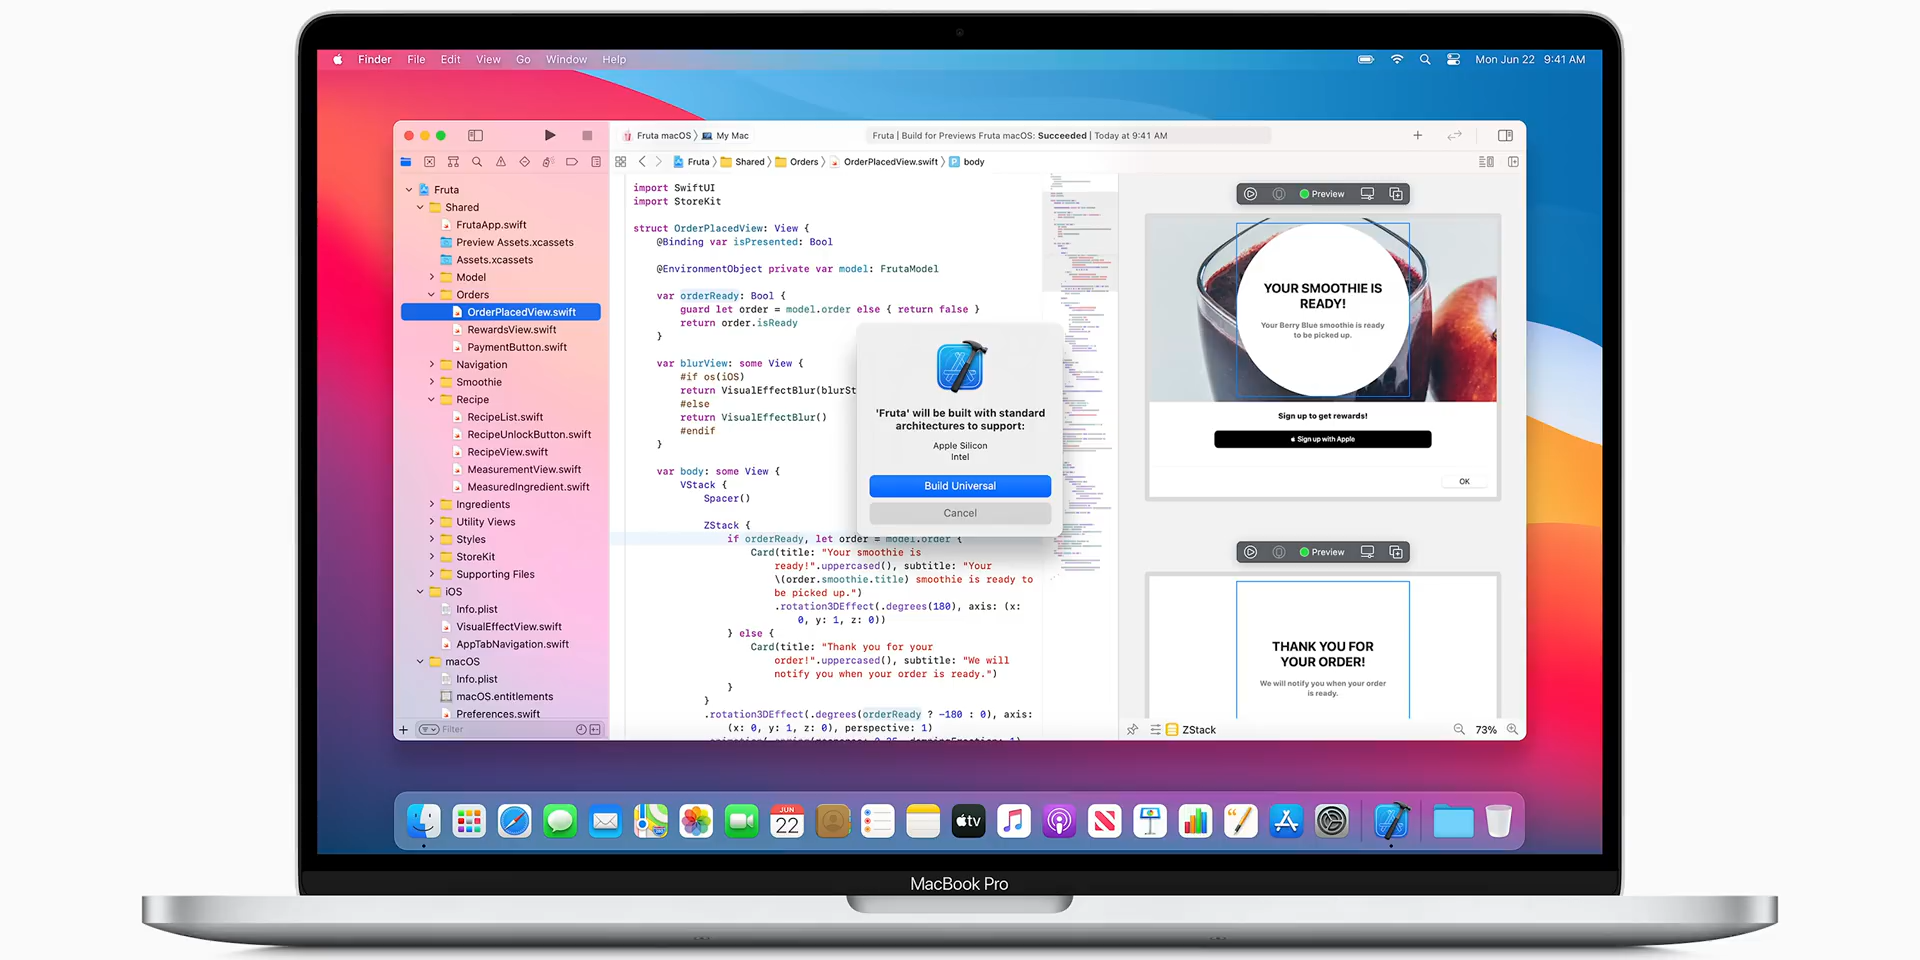 Finder File Edit View Go Window Help
Mon Jun 22 9:41 AM
Fruta macOS My Mac
Fruta | Build for Previews Fruta macOS: Succeeded | Today at 9:41 AM
Fruta Shared Orders OrderPlacedView.swift body
Fruta
Shared
FrutaApp.swift
Preview Assets.xcassets
Assets.xcassets
Model
Orders
OrderPlacedView.swift
RewardsView.swift
PaymentButton.swift
Navigation
Smoothie
Recipe
RecipeList.swift
RecipeUnlockButton.swift
RecipeView.swift
MeasurementView.swift
MeasuredIngredient.swift
Ingredients
Utility Views
Styles
StoreKit
Supporting Files
iOS
Info.plist
VisualEffectView.swift
AppTabNavigation.swift
macOS
Info.plist
macOS.entitlements
Preferences.swift
Filter
import SwiftUI
import StoreKit
struct OrderPlacedView: View {
@Binding var isPresented: Bool
@EnvironmentObject private var model: FrutaModel
var orderReady: Bool {
guard let order = model.order else { return false }
return order.isReady
}
var blurView: some View {
#if os(iOS)
return VisualEffectBlur(blurSt
#else
return VisualEffectBlur()
#endif
}
var body: some View {
VStack {
Spacer()
ZStack {
if orderReady, let order = model.order {
Card(title: "Your smoothie is
ready!".uppercased(), subtitle: "Your
\(order.smoothie.title) smoothie is ready to
be picked up.")
.rotation3DEffect(.degrees(180), axis: (x:
0, y: 1, z: 0))
} else {
Card(title: "Thank you for your
order!".uppercased(), subtitle: "We will
notify you when your order is ready.")
}
}
.rotation3DEffect(.degrees(orderReady ? -180 : 0), axis:
(x: 0, y: 1, z: 0), perspective: 1)
'Fruta' will be built with standard
architectures to support:
Apple Silicon
Intel
Build Universal
Cancel
Preview
YOUR SMOOTHIE IS
READY!
Your Berry Blue smoothie is ready
to be picked up.
Sign up to get rewards!
Sign up with Apple
OK
Preview
THANK YOU FOR
YOUR ORDER!
We will notify you when your order
is ready.
ZStack
73%
JUN
22
tv
MacBook Pro